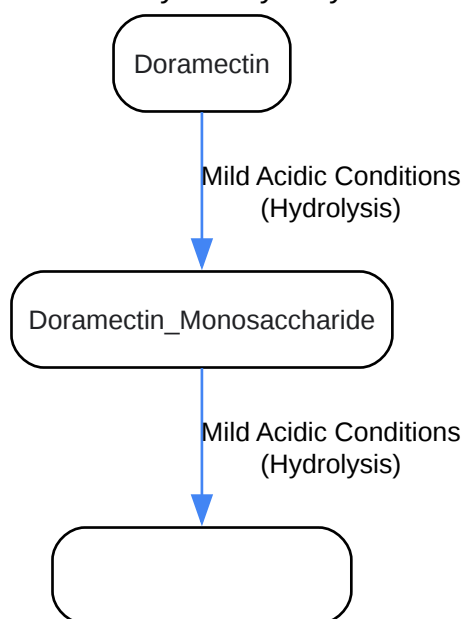 Doramectin
Mild Acidic Conditions
(Hydrolysis)
Doramectin_Monosaccharide
Mild Acidic Conditions
(Hydrolysis)